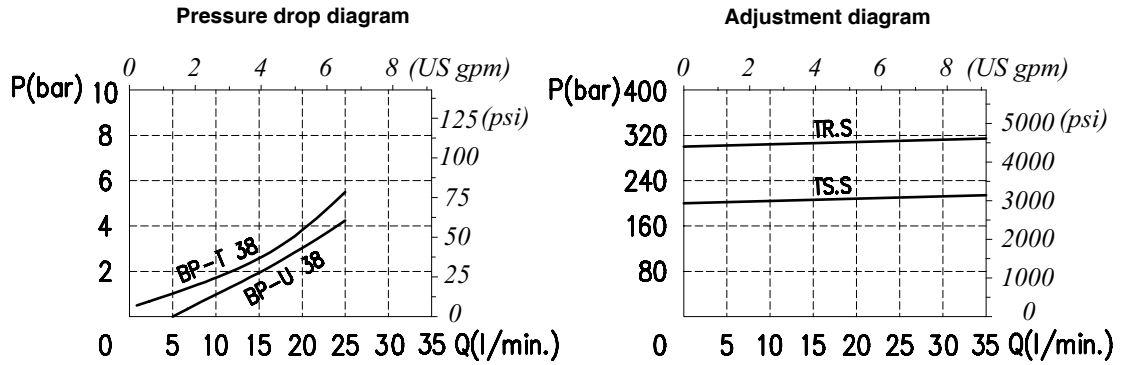 Pressure drop diagram
0 2 4 6 8 (US gpm)
P(bar) 10
8
6
4
2
125 (psi)
100
75
50
25
0
BP-T 38
BP-U 38
0 5 10 15 20 25 30 35 Q(l/min.)
Adjustment diagram
0 2 4 6 8 (US gpm)
P(bar) 400
320
240
160
80
5000 (psi)
4000
3000
2000
1000
0
TR.S
TS.S
0 5 10 15 20 25 30 35 Q(l/min.)